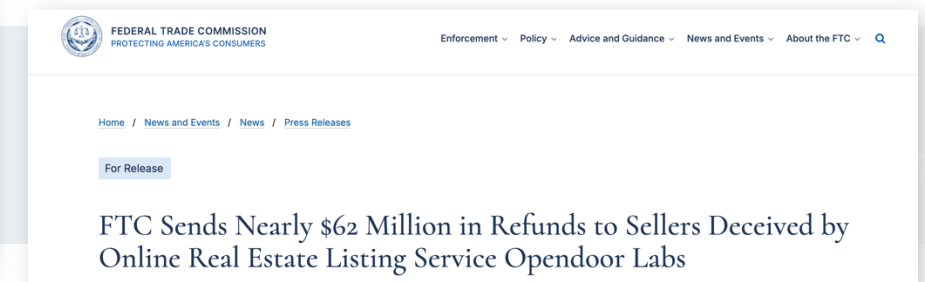 FEDERAL TRADE COMMISSION
PROTECTING AMERICA'S CONSUMERS
Enforcement Policy Advice and Guidance News and Events About the FTC
Home / News and Events / News / Press Releases
For Release
FTC Sends Nearly $62 Million in Refunds to Sellers Deceived by
Online Real Estate Listing Service Opendoor Labs